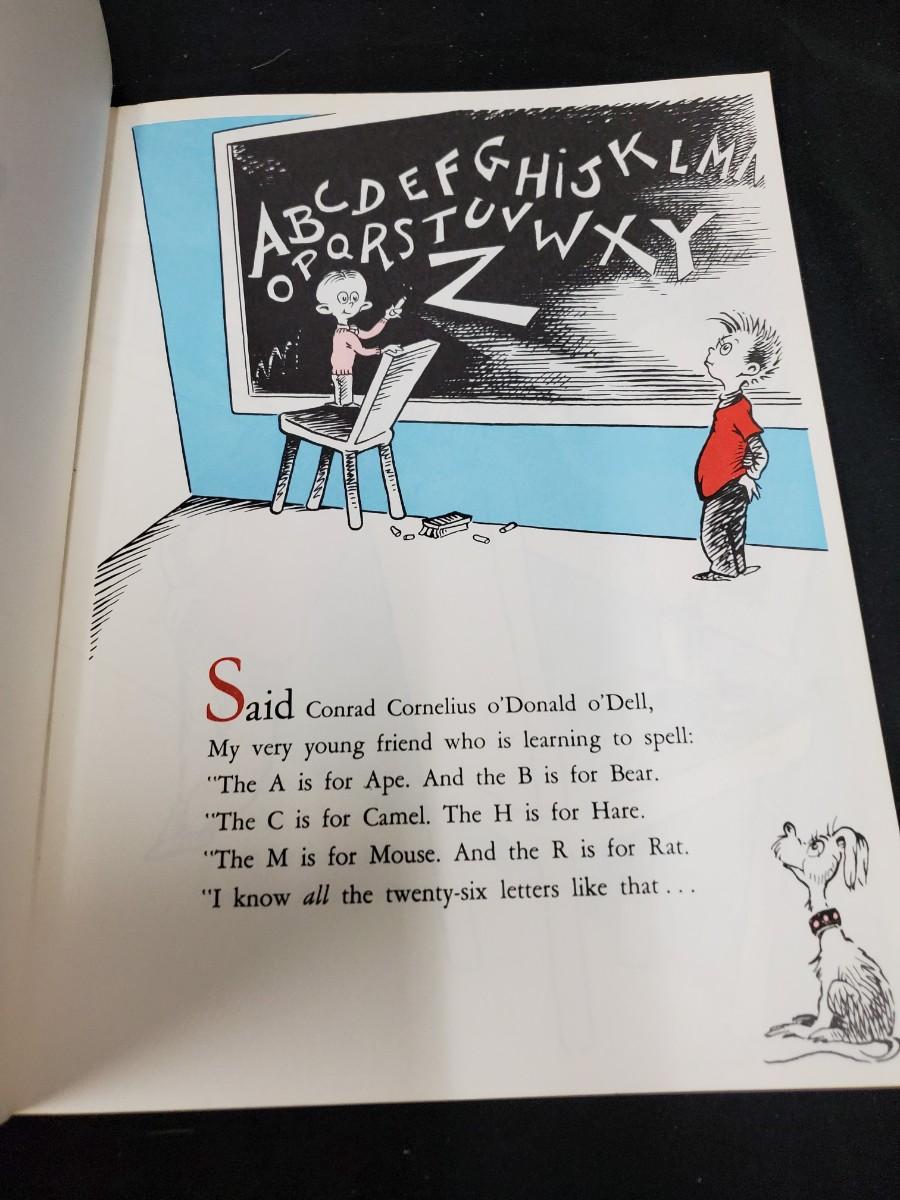 ABCDEFGHiJKLM
OPQRSTUVWXY
Z
Said Conrad Cornelius o'Donald o'Dell,
My very young friend who is learning to spell:
"The A is for Ape. And the B is for Bear.
"The C is for Camel. The H is for Hare.
"The M is for Mouse. And the R is for Rat.
"I know all the twenty-six letters like that . . .